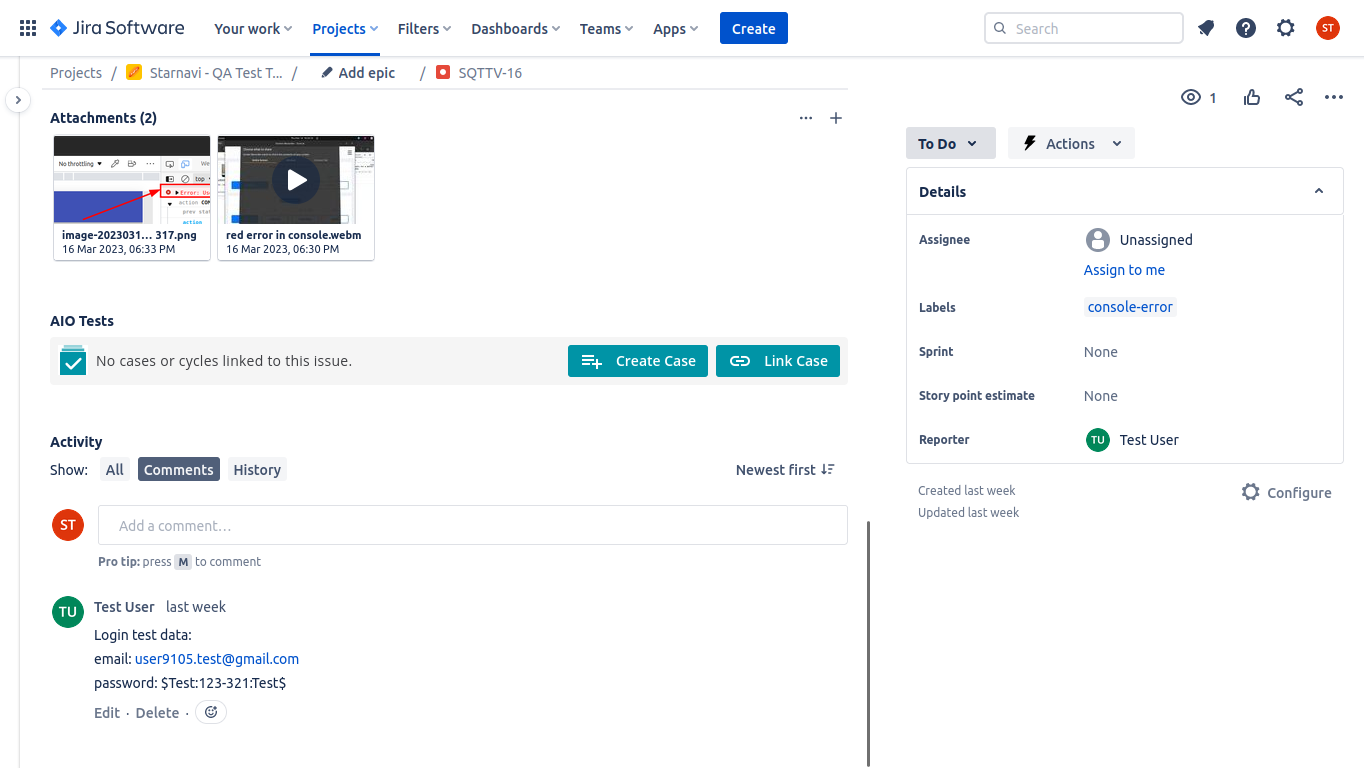 Jira Software
Your work
Projects
Filters
Dashboards
Teams
Apps
Create
Search
ST
Projects / Starnavi - QA Test T... / Add epic / SQTTV-16
1
Attachments (2)
No throttling
top
Error: Us
action CON
prev stat
action
image-2023031... 317.png
16 Mar 2023, 06:33 PM
red error in console.webm
16 Mar 2023, 06:30 PM
AIO Tests
No cases or cycles linked to this issue.
Create Case
Link Case
Activity
Show:
All
Comments
History
Newest first
ST
Add a comment...
Pro tip: press M to comment
TU
Test User last week
Login test data:
email: user9105.test@gmail.com
password: $Test:123-321:Test$
Edit · Delete ·
To Do
Actions
Details
Assignee
Unassigned
Assign to me
Labels
console-error
Sprint
None
Story point estimate
None
Reporter
TU
Test User
Created last week
Updated last week
Configure